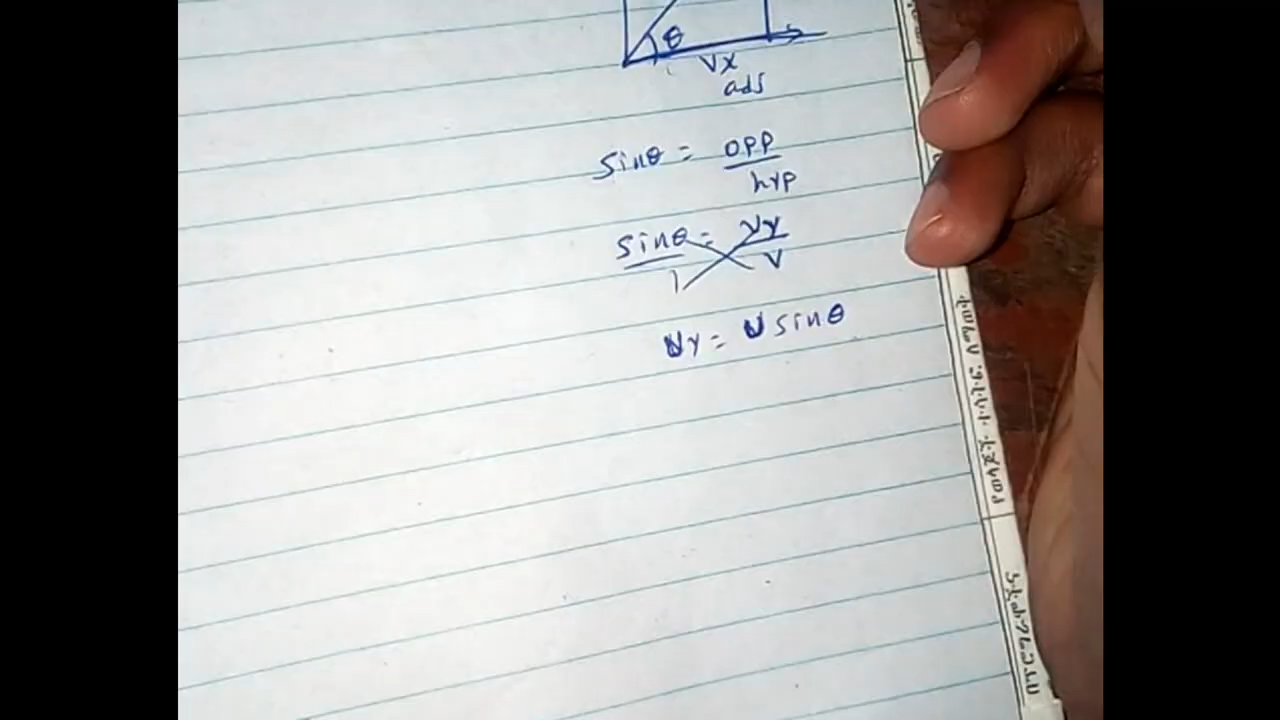 θ
Vx
adj
Sinθ = opp
hyp
Sinθ = Vy
1 V
Vy = V sinθ